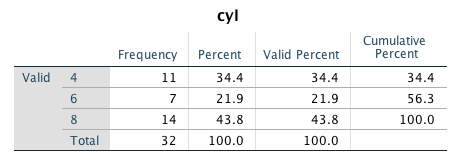 cyl
Frequency Percent Valid Percent Cumulative Percent
Valid 4 11 34.4 34.4 34.4
6 7 21.9 21.9 56.3
8 14 43.8 43.8 100.0
Total 32 100.0 100.0